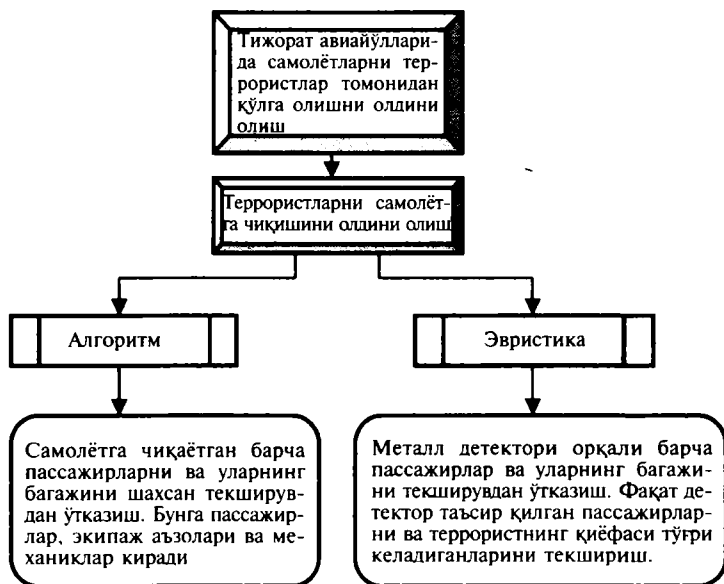 Тижорат авиайўллари-
да самолётларни тер-
рористлар томонидан
қўлга олишни олдини
олиш
Террористларни самолёт-
га чиқишини олдини олиш
Алгоритм
Эвристика
Самолётга чиқаётган барча
пассажирларни ва уларнинг
багажини шахсан текширув-
дан ўтказиш. Бунга пассажир-
лар, экипаж аъзолари ва ме-
ханиклар киради
Металл детектори орқали барча
пассажирлар ва уларнинг багажи-
ни текширувдан ўтказиш. Фақат де-
тектор таъсир қилган пассажирлар-
ни ва террористнинг қиёфаси тўғри
келадиганларини текшириш.